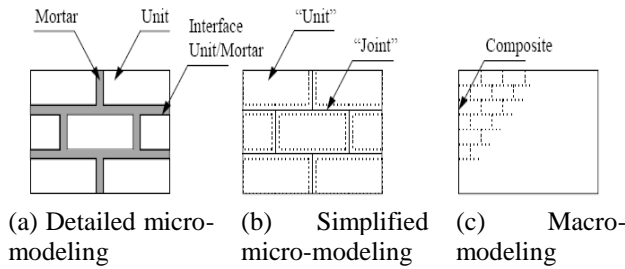 Mortar
Unit
Interface
Unit/Mortar
“Unit”
“Joint”
Composite
(a) Detailed micro-
modeling
(b) Simplified
micro-modeling
(c) Macro-
modeling